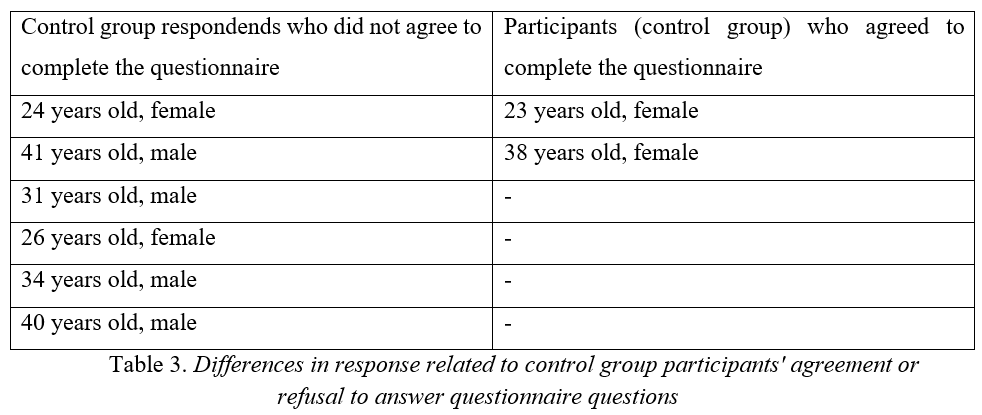 Control group respondends who did not agree to
complete the questionnaire
Participants (control group) who agreed to
complete the questionnaire
24 years old, female
23 years old, female
41 years old, male
38 years old, female
31 years old, male
-
26 years old, female
-
34 years old, male
-
40 years old, male
-
Table 3. Differences in response related to control group participants' agreement or
refusal to answer questionnaire questions